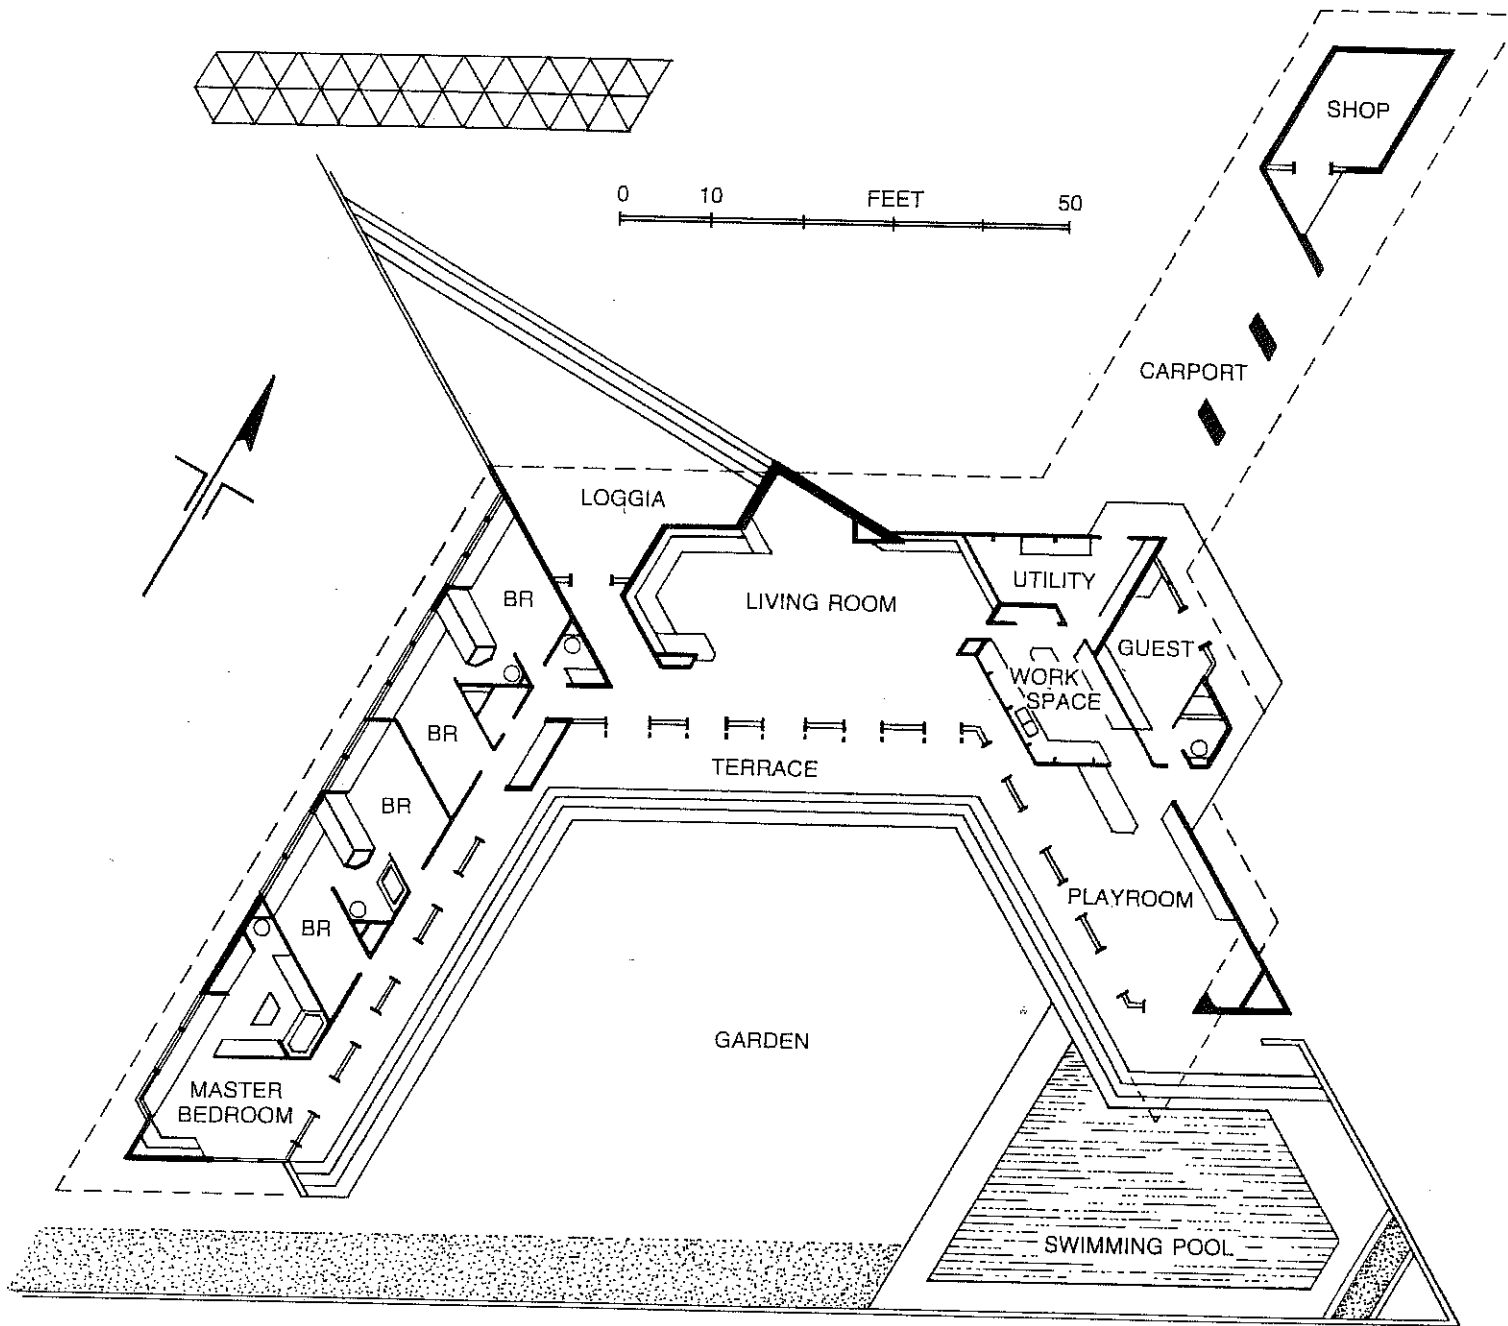 SHOP
0 10 FEET 50
CARPORT
LOGGIA
UTILITY
BR
LIVING ROOM
GUEST
WORK
SPACE
BR
TERRACE
BR
PLAYROOM
BR
GARDEN
MASTER
BEDROOM
SWIMMING POOL